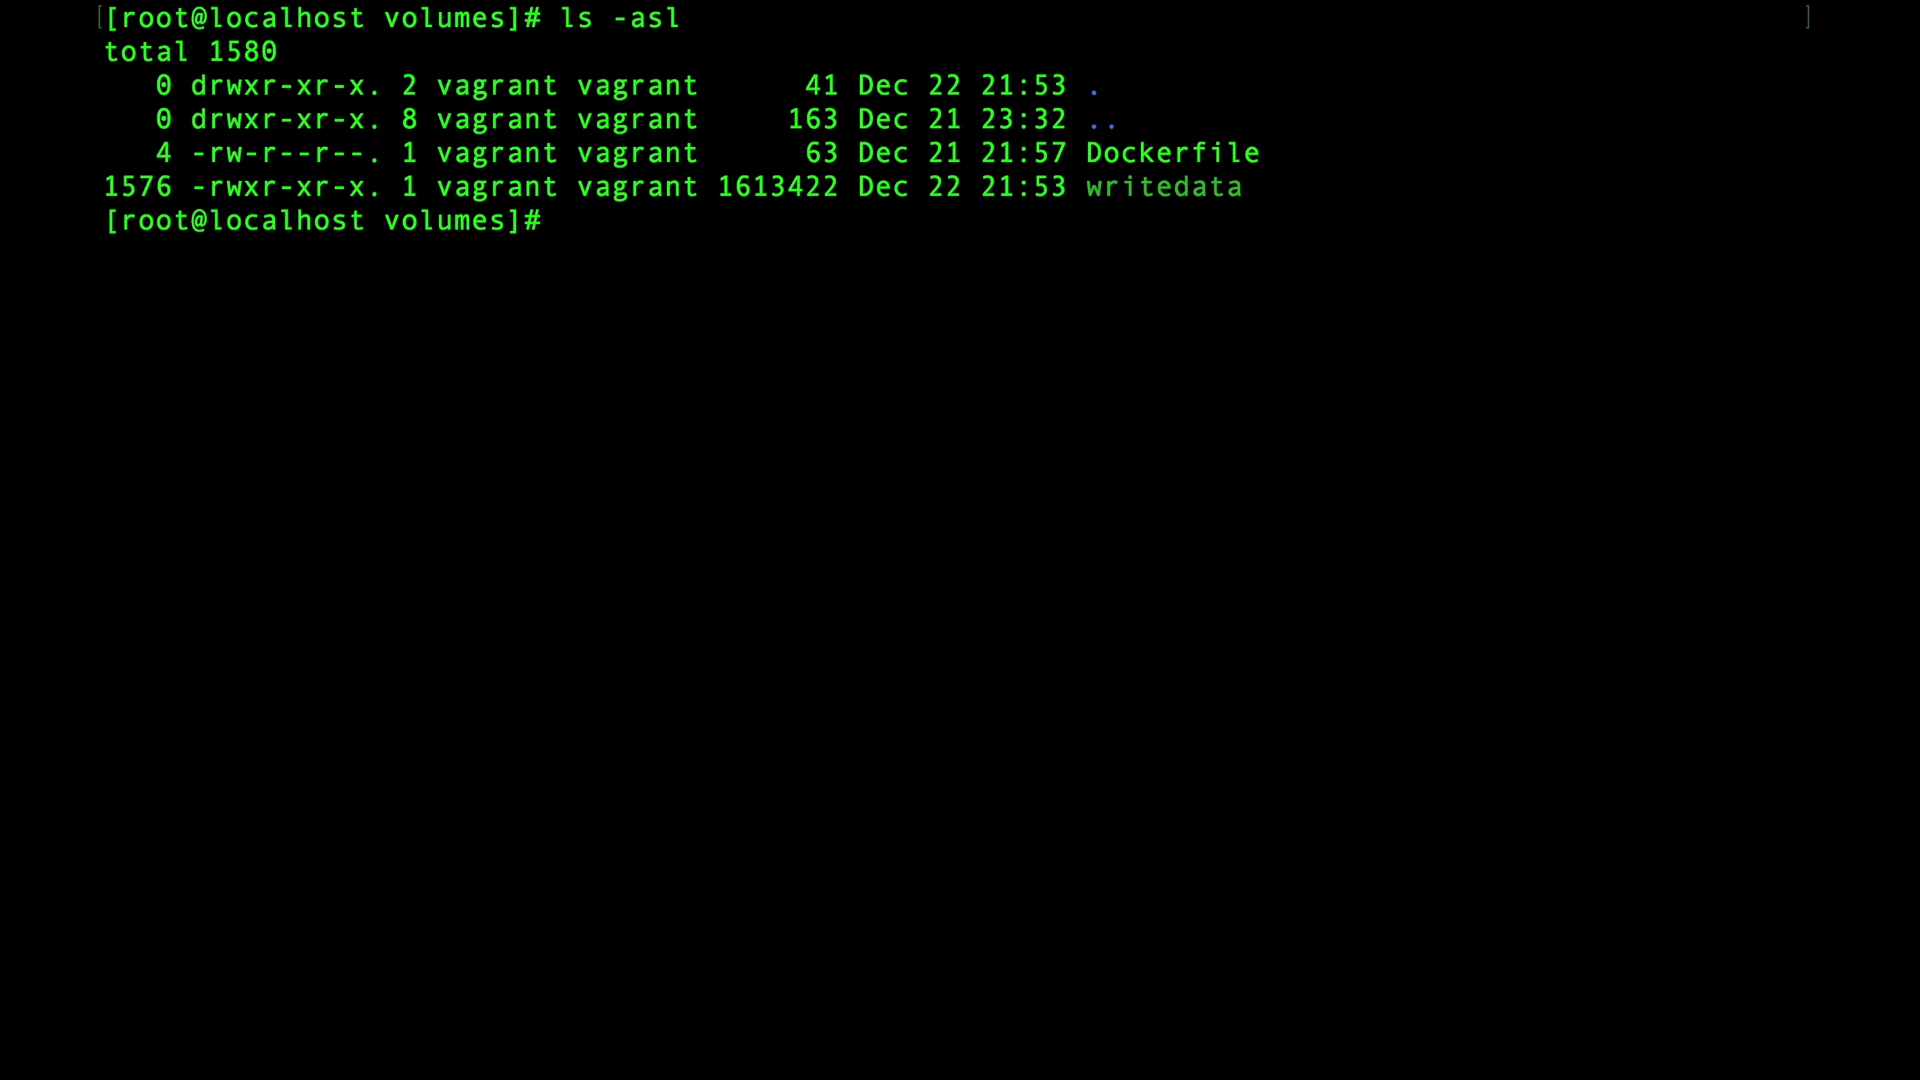 [[root@localhost volumes]# ls -asl ]
total 1580
   0 drwxr-xr-x. 2 vagrant vagrant      41 Dec 22 21:53 .
   0 drwxr-xr-x. 8 vagrant vagrant     163 Dec 21 23:32 ..
   4 -rw-r--r--. 1 vagrant vagrant      63 Dec 21 21:57 Dockerfile
1576 -rwxr-xr-x. 1 vagrant vagrant 1613422 Dec 22 21:53 writedata
[root@localhost volumes]#